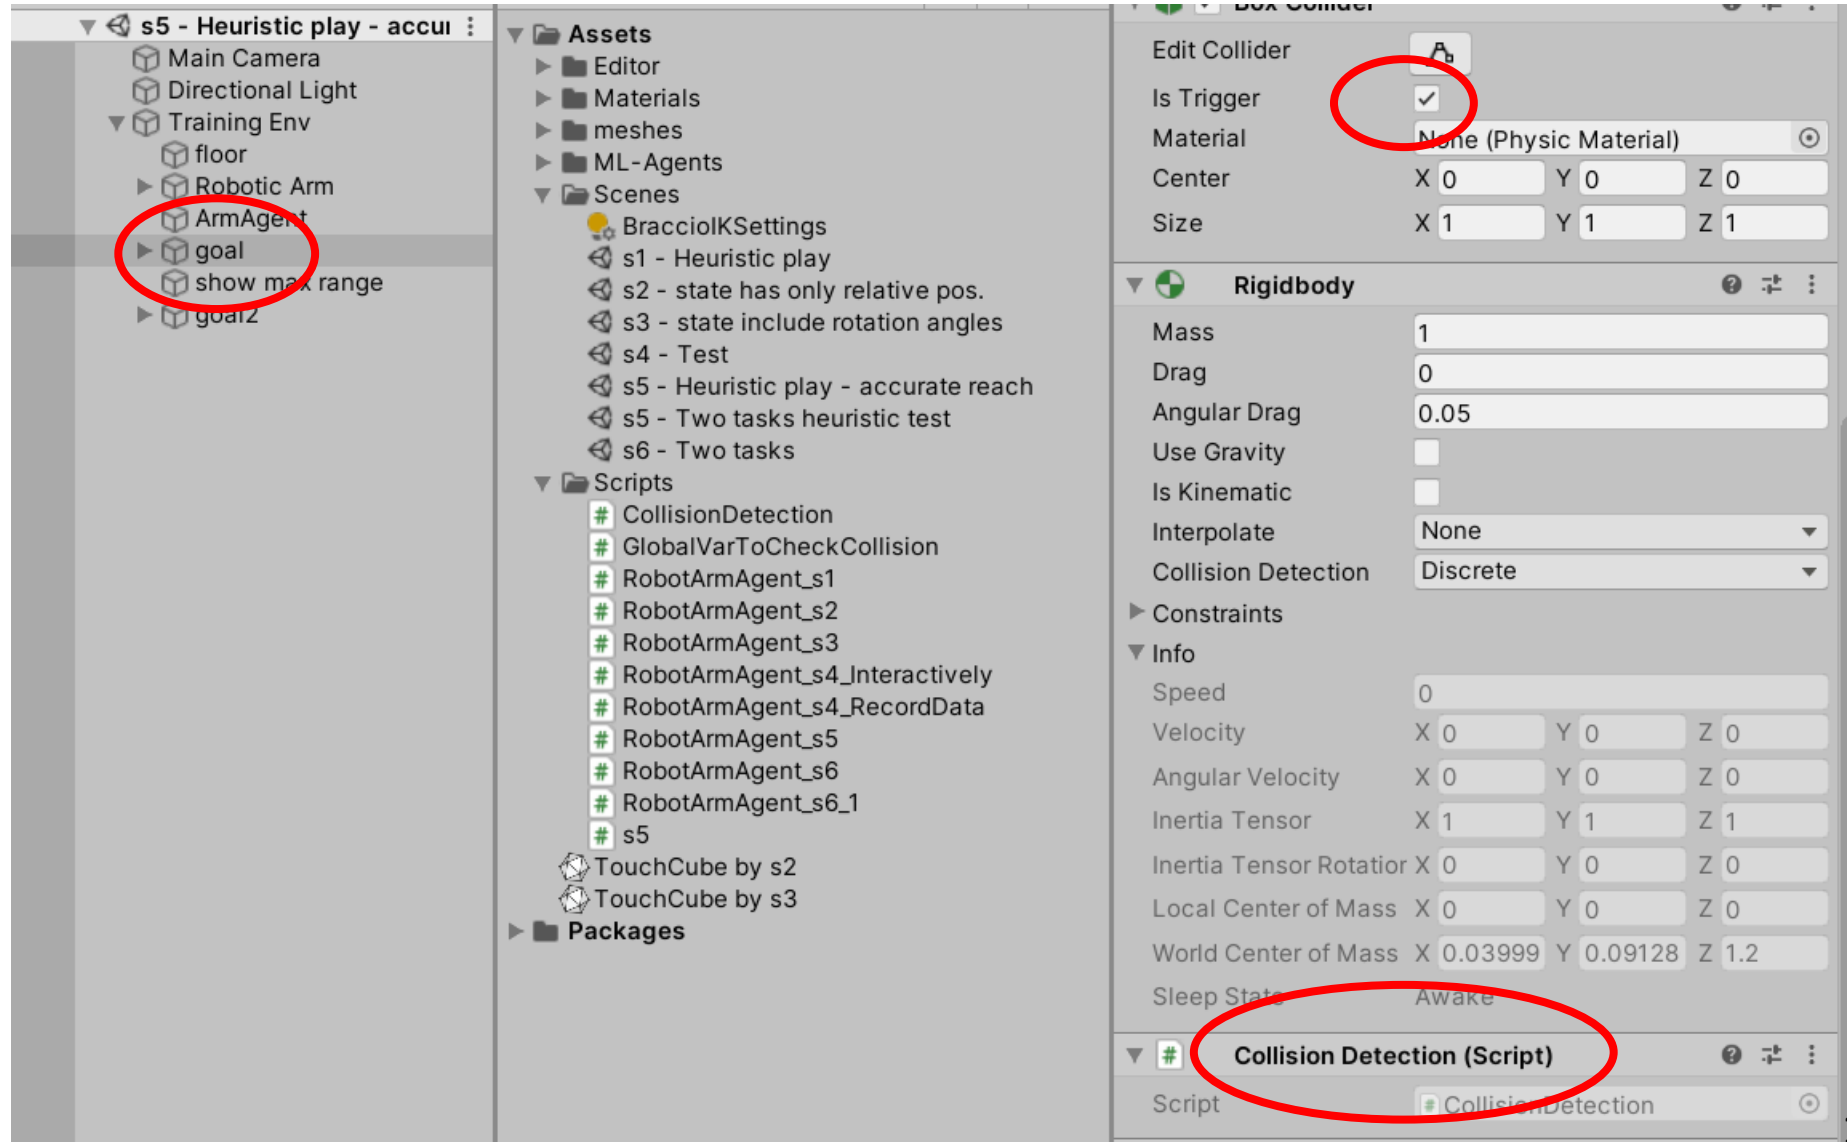 s5 - Heuristic play - accu
Main Camera
Directional Light
Training Env
floor
Robotic Arm
ArmAgent
goal
show max range
goal2
Assets
Editor
Materials
meshes
ML-Agents
Scenes
BraccioIKSettings
s1 - Heuristic play
s2 - state has only relative pos.
s3 - state include rotation angles
s4 - Test
s5 - Heuristic play - accurate reach
s5 - Two tasks heuristic test
s6 - Two tasks
Scripts
# CollisionDetection
# GlobalVarToCheckCollision
# RobotArmAgent_s1
# RobotArmAgent_s2
# RobotArmAgent_s3
# RobotArmAgent_s4_Interactively
# RobotArmAgent_s4_RecordData
# RobotArmAgent_s5
# RobotArmAgent_s6
# RobotArmAgent_s6_1
# s5
TouchCube by s2
TouchCube by s3
Packages
Box Collider
Edit Collider
Is Trigger
Material None (Physic Material)
Center X 0 Y 0 Z 0
Size X 1 Y 1 Z 1
Rigidbody
Mass 1
Drag 0
Angular Drag 0.05
Use Gravity
Is Kinematic
Interpolate None
Collision Detection Discrete
Constraints
Info
Speed 0
Velocity X 0 Y 0 Z 0
Angular Velocity X 0 Y 0 Z 0
Inertia Tensor X 1 Y 1 Z 1
Inertia Tensor Rotation X 0 Y 0 Z 0
Local Center of Mass X 0 Y 0 Z 0
World Center of Mass X 0.03999 Y 0.09128 Z 1.2
Sleep State Awake
# Collision Detection (Script)
Script # CollisionDetection